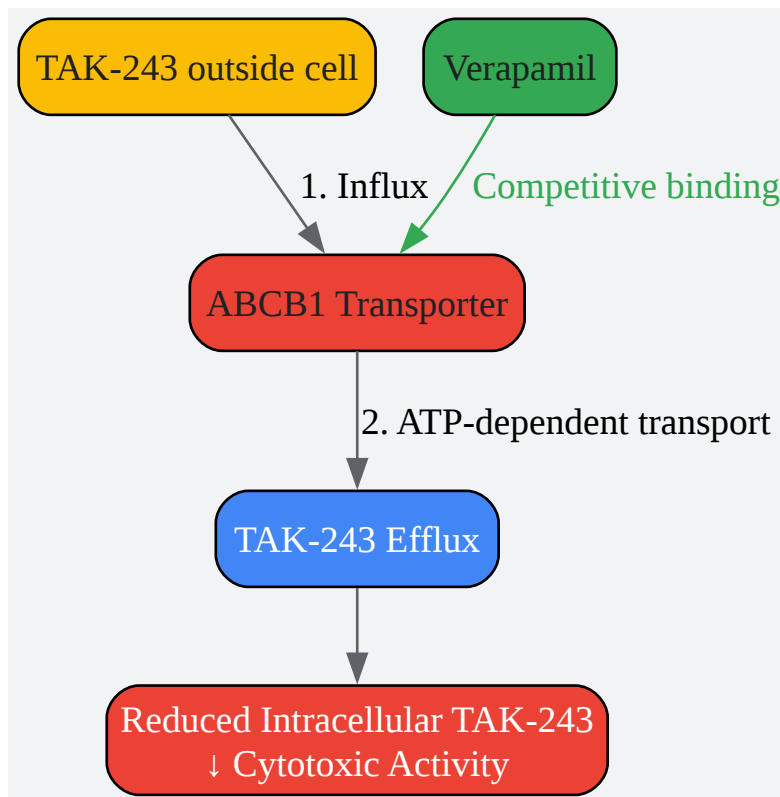 TAK-243 outside cell
Verapamil
1. Influx
Competitive binding
ABCB1 Transporter
2. ATP-dependent transport
TAK-243 Efflux
Reduced Intracellular TAK-243
↓ Cytotoxic Activity